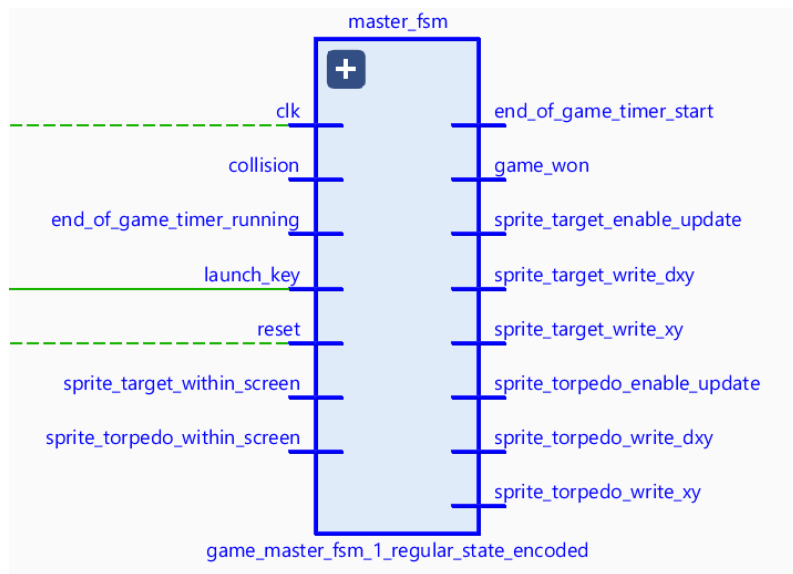 master_fsm
clk
end_of_game_timer_start
collision
game_won
end_of_game_timer_running
sprite_target_enable_update
launch_key
sprite_target_write_dxy
reset
sprite_target_write_xy
sprite_target_within_screen
sprite_torpedo_enable_update
sprite_torpedo_within_screen
sprite_torpedo_write_dxy
sprite_torpedo_write_xy
game_master_fsm_1_regular_state_encoded